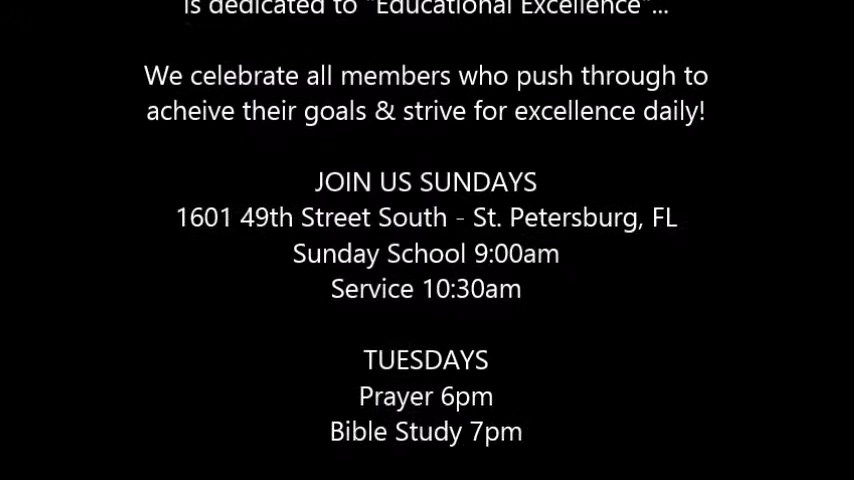 is dedicated to "Educational Excellence"...
We celebrate all members who push through to
acheive their goals & strive for excellence daily!
JOIN US SUNDAYS
1601 49th Street South - St. Petersburg, FL
Sunday School 9:00am
Service 10:30am
TUESDAYS
Prayer 6pm
Bible Study 7pm